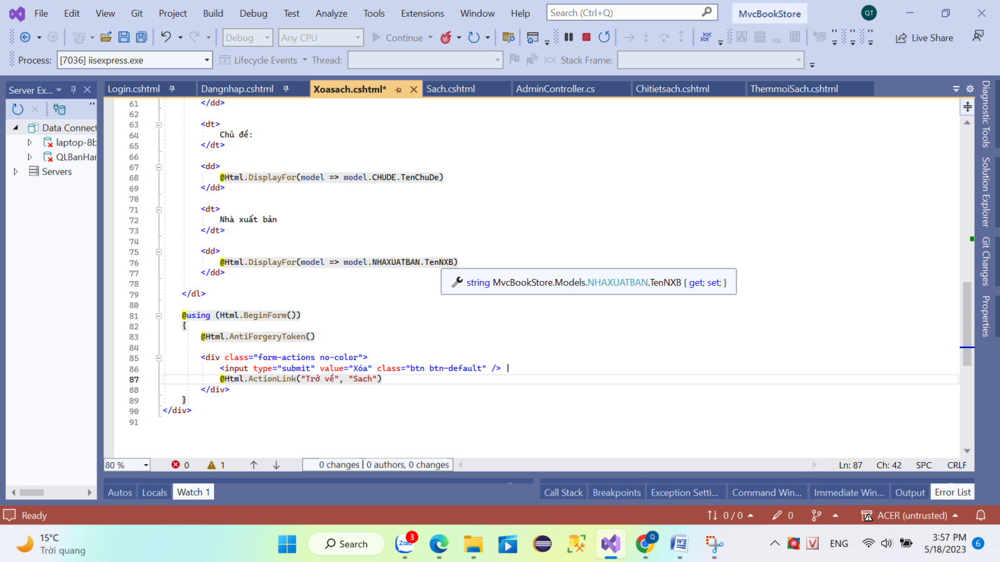 File Edit View Git Project Build Debug Test Analyze Tools Extensions Window Help Search (Ctrl+Q) MvcBookStore QT
Debug Any CPU Continue SQL Live Share
Process: [7036] iisexpress.exe Lifecycle Events Thread: Stack Frame:
Server Ex... Login.cshtml Dangnhap.cshtml Xoasach.cshtml* Sach.cshtml AdminController.cs Chitietsach.cshtml ThemmoiSach.cshtml
Data Connect
laptop-8b
QLBanHan
Servers
61 </dd>
62
63 <dt>
64 Chủ đề:
65 </dt>
66
67 <dd>
68 @Html.DisplayFor(model => model.CHUDE.TenChuDe)
69 </dd>
70
71 <dt>
72 Nhà xuất bản
73 </dt>
74
75 <dd>
76 @Html.DisplayFor(model => model.NHAXUATBAN.TenNXB)
77 </dd>
78
79 </dl>
80
81 @using (Html.BeginForm())
82 {
83 @Html.AntiForgeryToken()
84
85 <div class="form-actions no-color">
86 <input type="submit" value="Xóa" class="btn btn-default" /> |
87 @Html.ActionLink("Trở về", "Sach")
88 </div>
89 }
90 </div>
91
string MvcBookStore.Models.NHAXUATBAN.TenNXB { get; set; }
Diagnostic Tools
Solution Explorer
Git Changes
Properties
80 % 0 1 0 changes | 0 authors, 0 changes Ln: 87 Ch: 42 SPC CRLF
Autos Locals Watch 1 Call Stack Breakpoints Exception Setti... Command Win... Immediate Win... Output Error List
Ready 0 / 0 0 ACER (untrusted)
15°C
Trời quang
Search Zalo 3 Q ENG 3:57 PM
5/18/2023 6